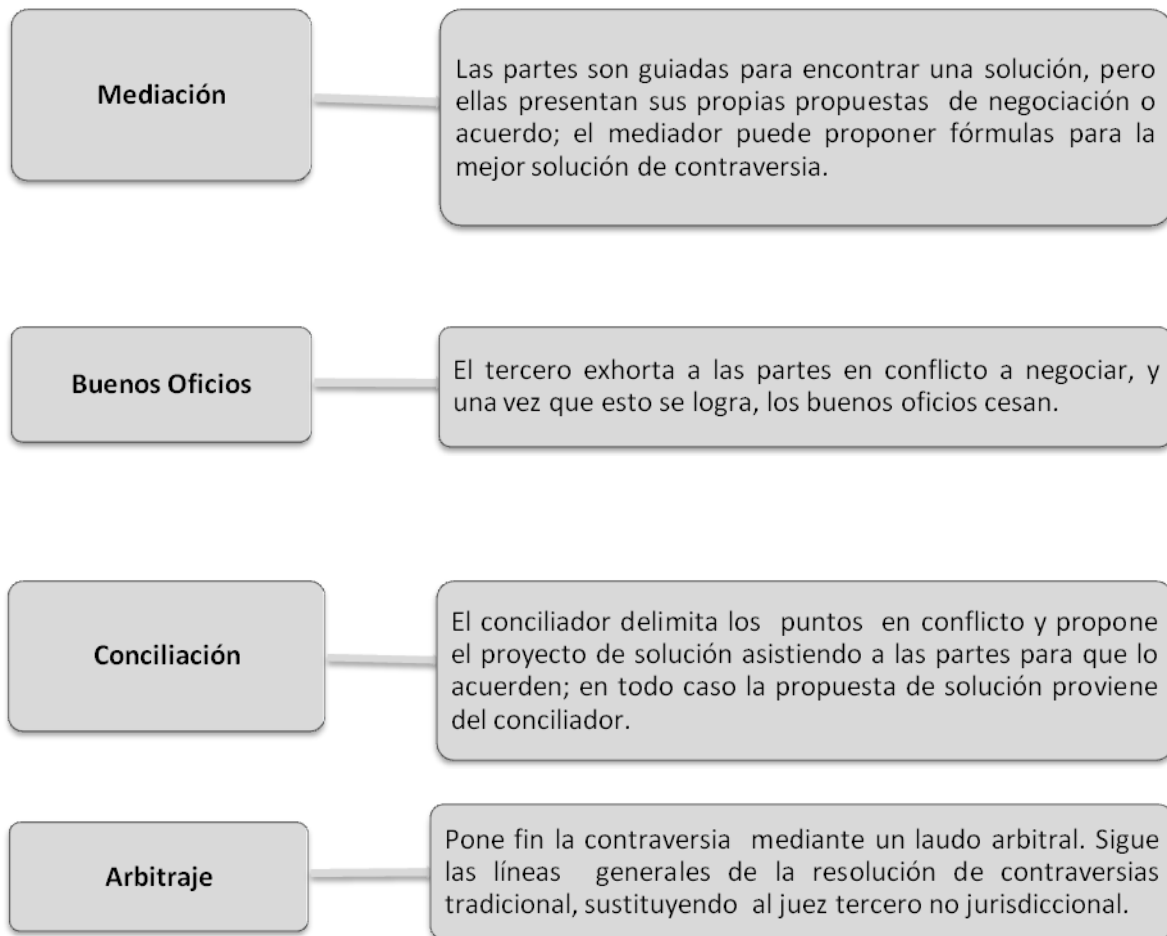 Mediación
Las partes son guiadas para encontrar una solución, pero
ellas presentan sus propias propuestas de negociación o
acuerdo; el mediador puede proponer fórmulas para la
mejor solución de contraversia.
Buenos Oficios
El tercero exhorta a las partes en conflicto a negociar, y
una vez que esto se logra, los buenos oficios cesan.
Conciliación
El conciliador delimita los puntos en conflicto y propone
el proyecto de solución asistiendo a las partes para que lo
acuerden; en todo caso la propuesta de solución proviene
del conciliador.
Arbitraje
Pone fin la contraversia mediante un laudo arbitral. Sigue
las líneas generales de la resolución de contraversias
tradicional, sustituyendo al juez tercero no jurisdiccional.